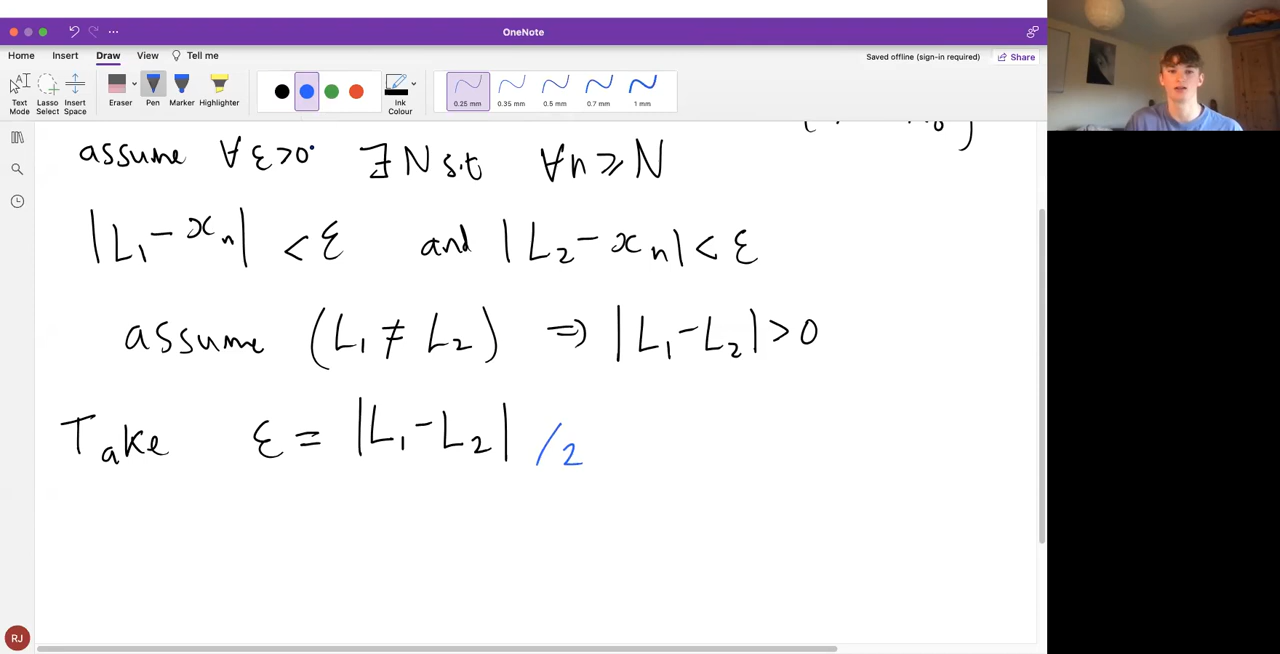 OneNote
Home Insert Draw View Tell me
Saved offline (sign-in required) Share
Text Mode Lasso Select Insert Space Eraser Pen Marker Highlighter Ink Colour 0.25 mm 0.35 mm 0.5 mm 0.7 mm 1 mm
assume ∀ε>0 ∃N s.t ∀n⩾N
|L₁-xₙ| < ε and |L₂-xₙ| < ε
assume (L₁ ≠ L₂) ⇒ |L₁-L₂| > 0
Take ε = |L₁-L₂| /2
RJ